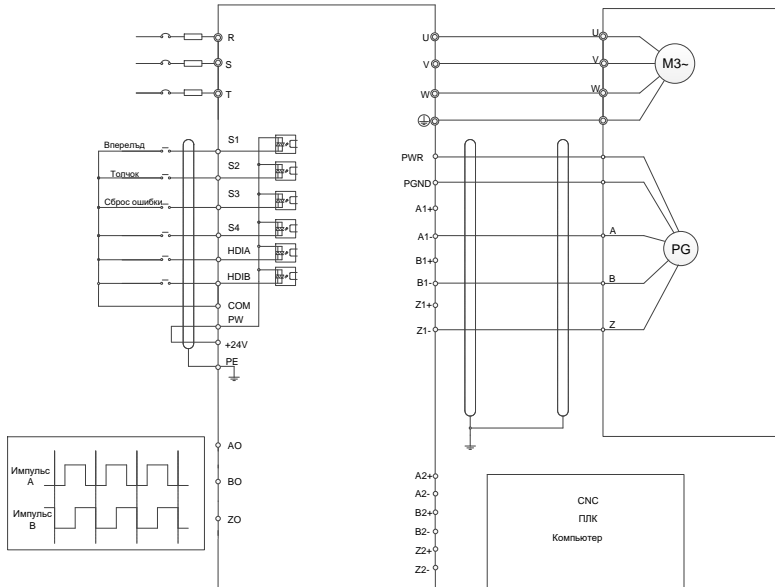 R
S
T
U
V
W
U
V
W
M3~
Вперелъд
Толчок
Сброс ошибки
S1
S2
S3
S4
HDIA
HDIB
COM
PW
+24V
PE
PWR
PGND
A1+
A1-
B1+
B1-
Z1+
Z1-
A
B
Z
PG
Импульс
A
Импульс
B
AO
BO
ZO
A2+
A2-
B2+
B2-
Z2+
Z2-
CNC
ПЛК
Компьютер